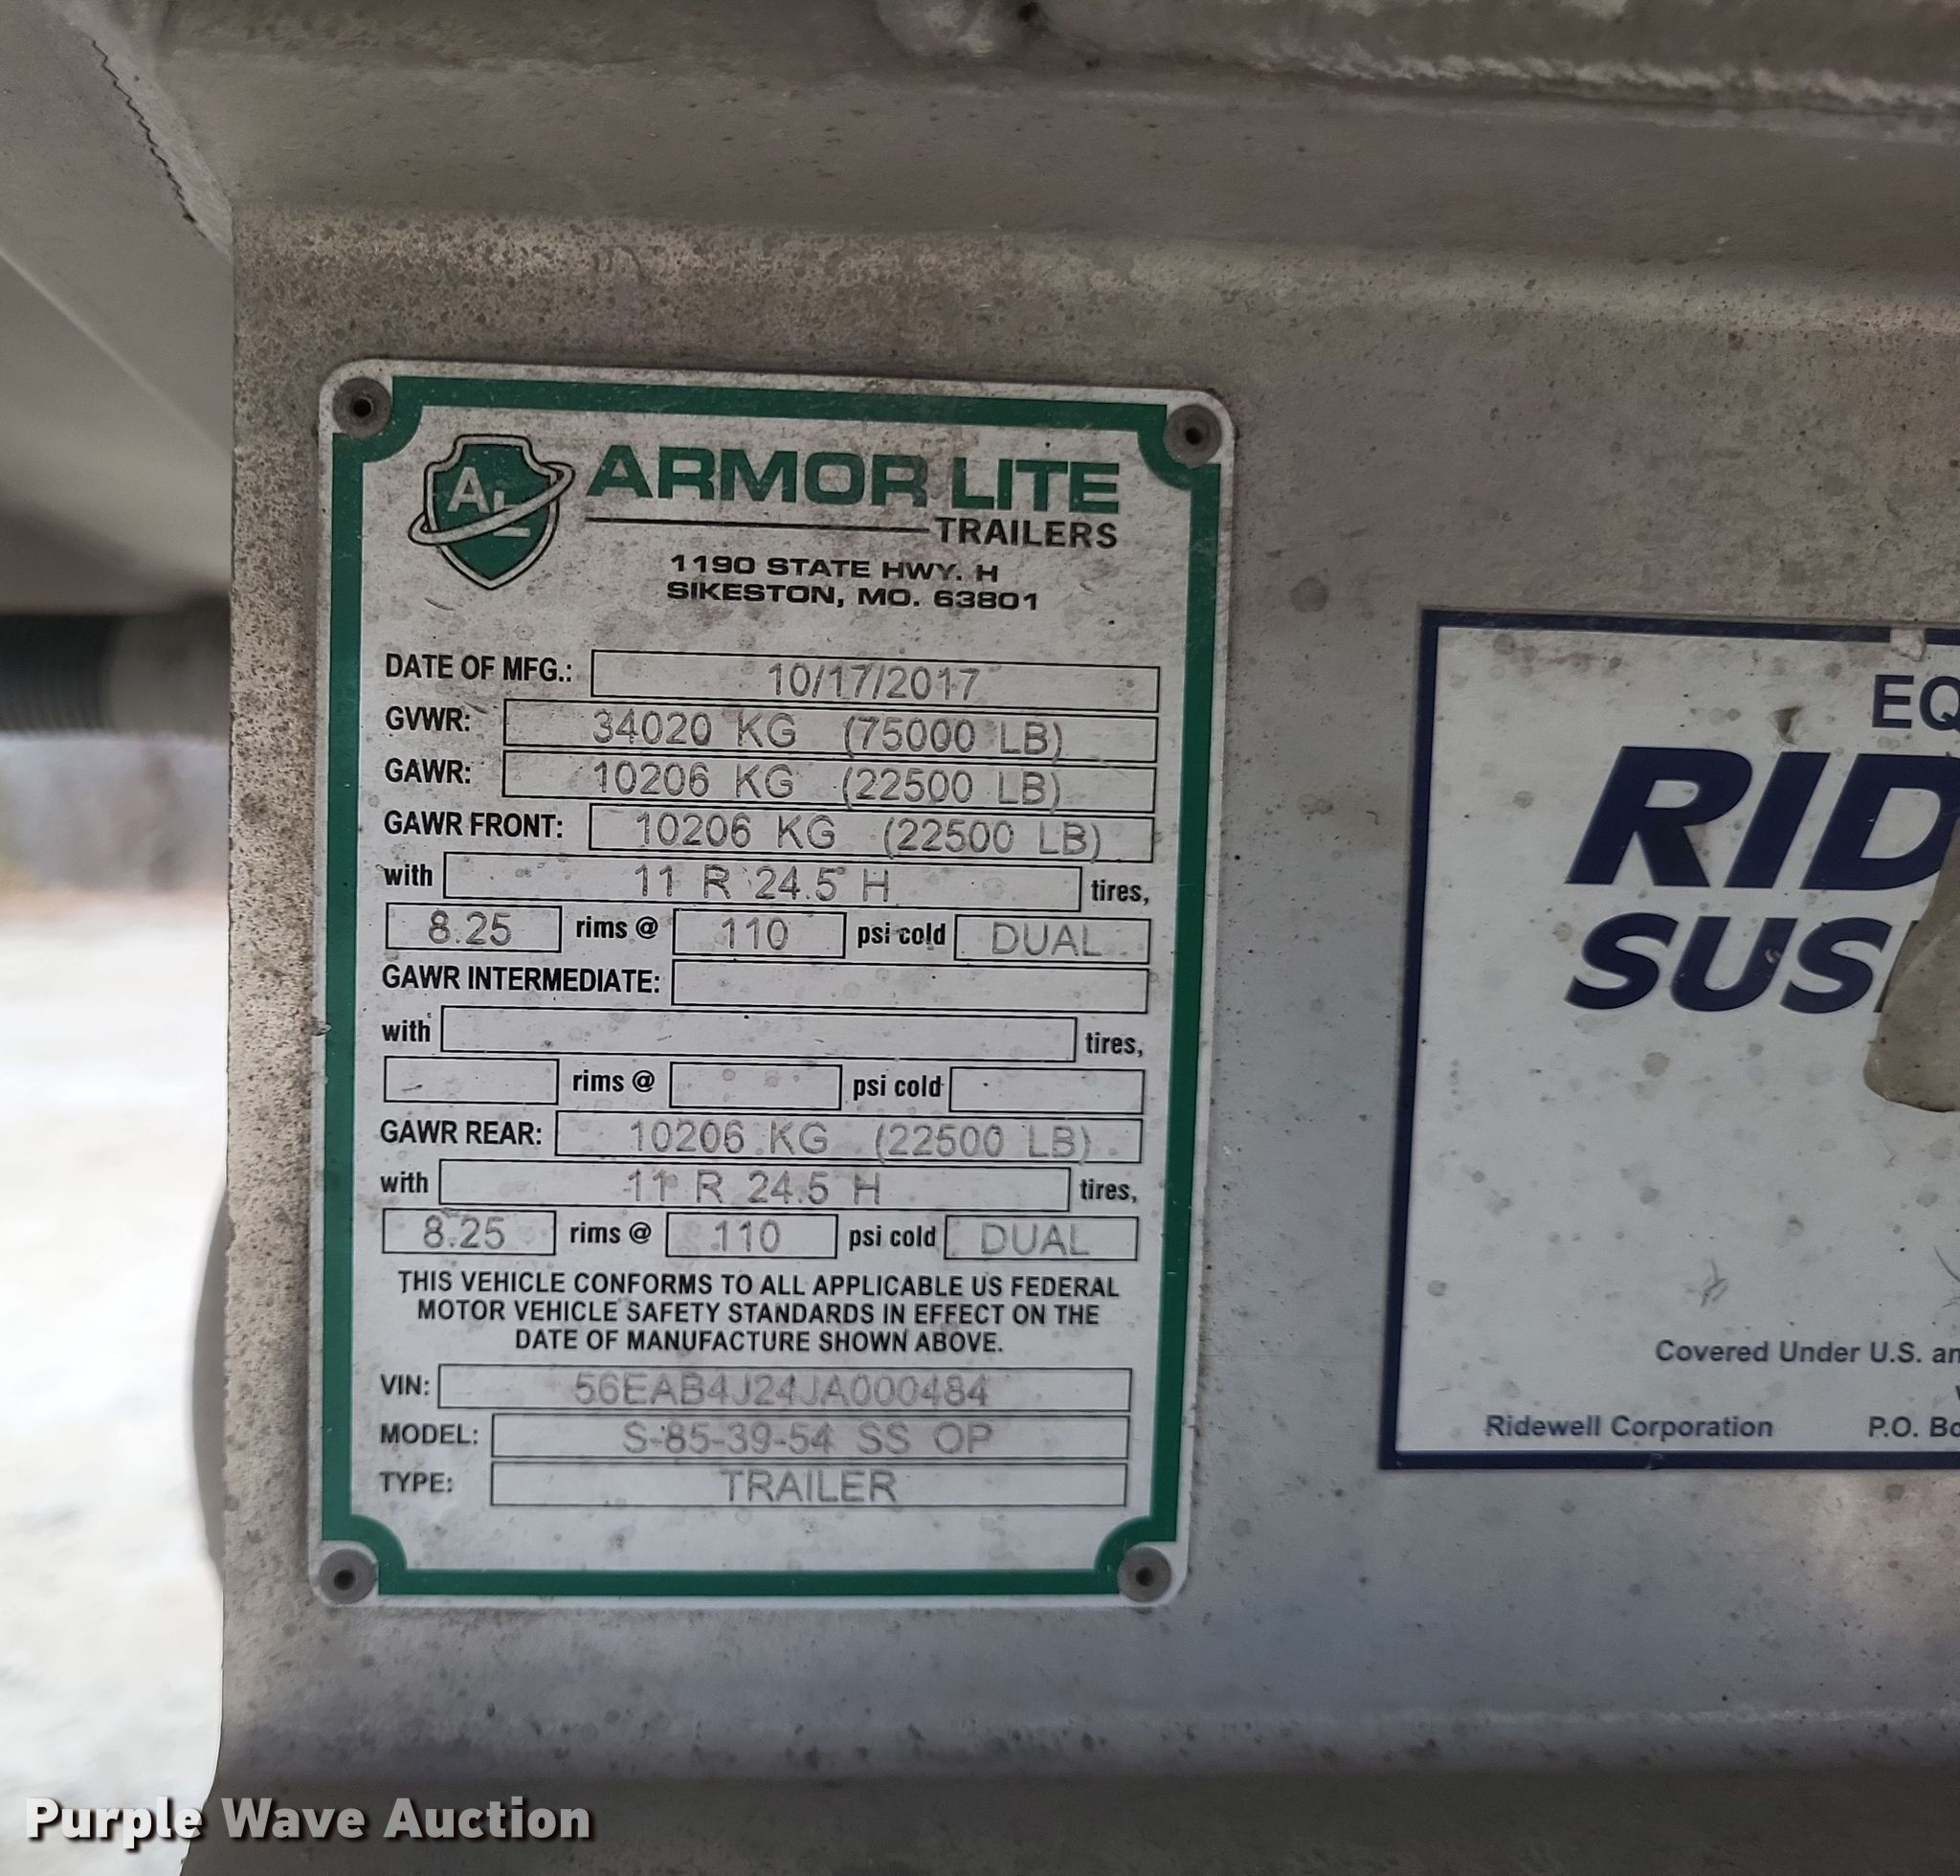 AL ARMOR LITE
TRAILERS
1190 STATE HWY. H
SIKESTON, MO. 63801
DATE OF MFG.: 10/17/2017
GVWR: 34020 KG (75000 LB)
GAWR: 10206 KG (22500 LB)
GAWR FRONT: 10206 KG (22500 LB)
with 11 R 24.5 H tires,
8.25 rims @ 110 psi cold DUAL
GAWR INTERMEDIATE:
with tires,
rims @ psi cold
GAWR REAR: 10206 KG (22500 LB)
with 11 R 24.5 H tires,
8.25 rims @ 110 psi cold DUAL
THIS VEHICLE CONFORMS TO ALL APPLICABLE US FEDERAL
MOTOR VEHICLE SAFETY STANDARDS IN EFFECT ON THE
DATE OF MANUFACTURE SHOWN ABOVE.
VIN: 56EAB4J24JA000484
MODEL: S-85-39-54 SS OP
TYPE: TRAILER
EQ
RID
SUS
Covered Under U.S. an
Ridewell Corporation P.O. Bo
Purple Wave Auction